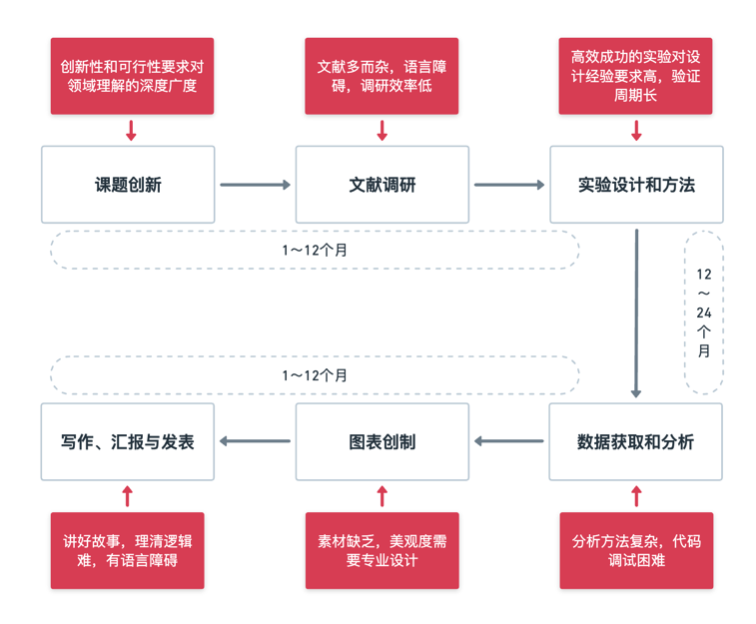 创新性和可行性要求对
领域理解的深度广度
文献多而杂，语言障
碍，调研效率低
高效成功的实验对设
计经验要求高，验证
周期长
课题创新
文献调研
实验设计和方法
1～12个月
12
～
24
个
月
1～12个月
写作、汇报与发表
图表创制
数据获取和分析
讲好故事，理清逻辑
难，有语言障碍
素材缺乏，美观度需
要专业设计
分析方法复杂，代码
调试困难